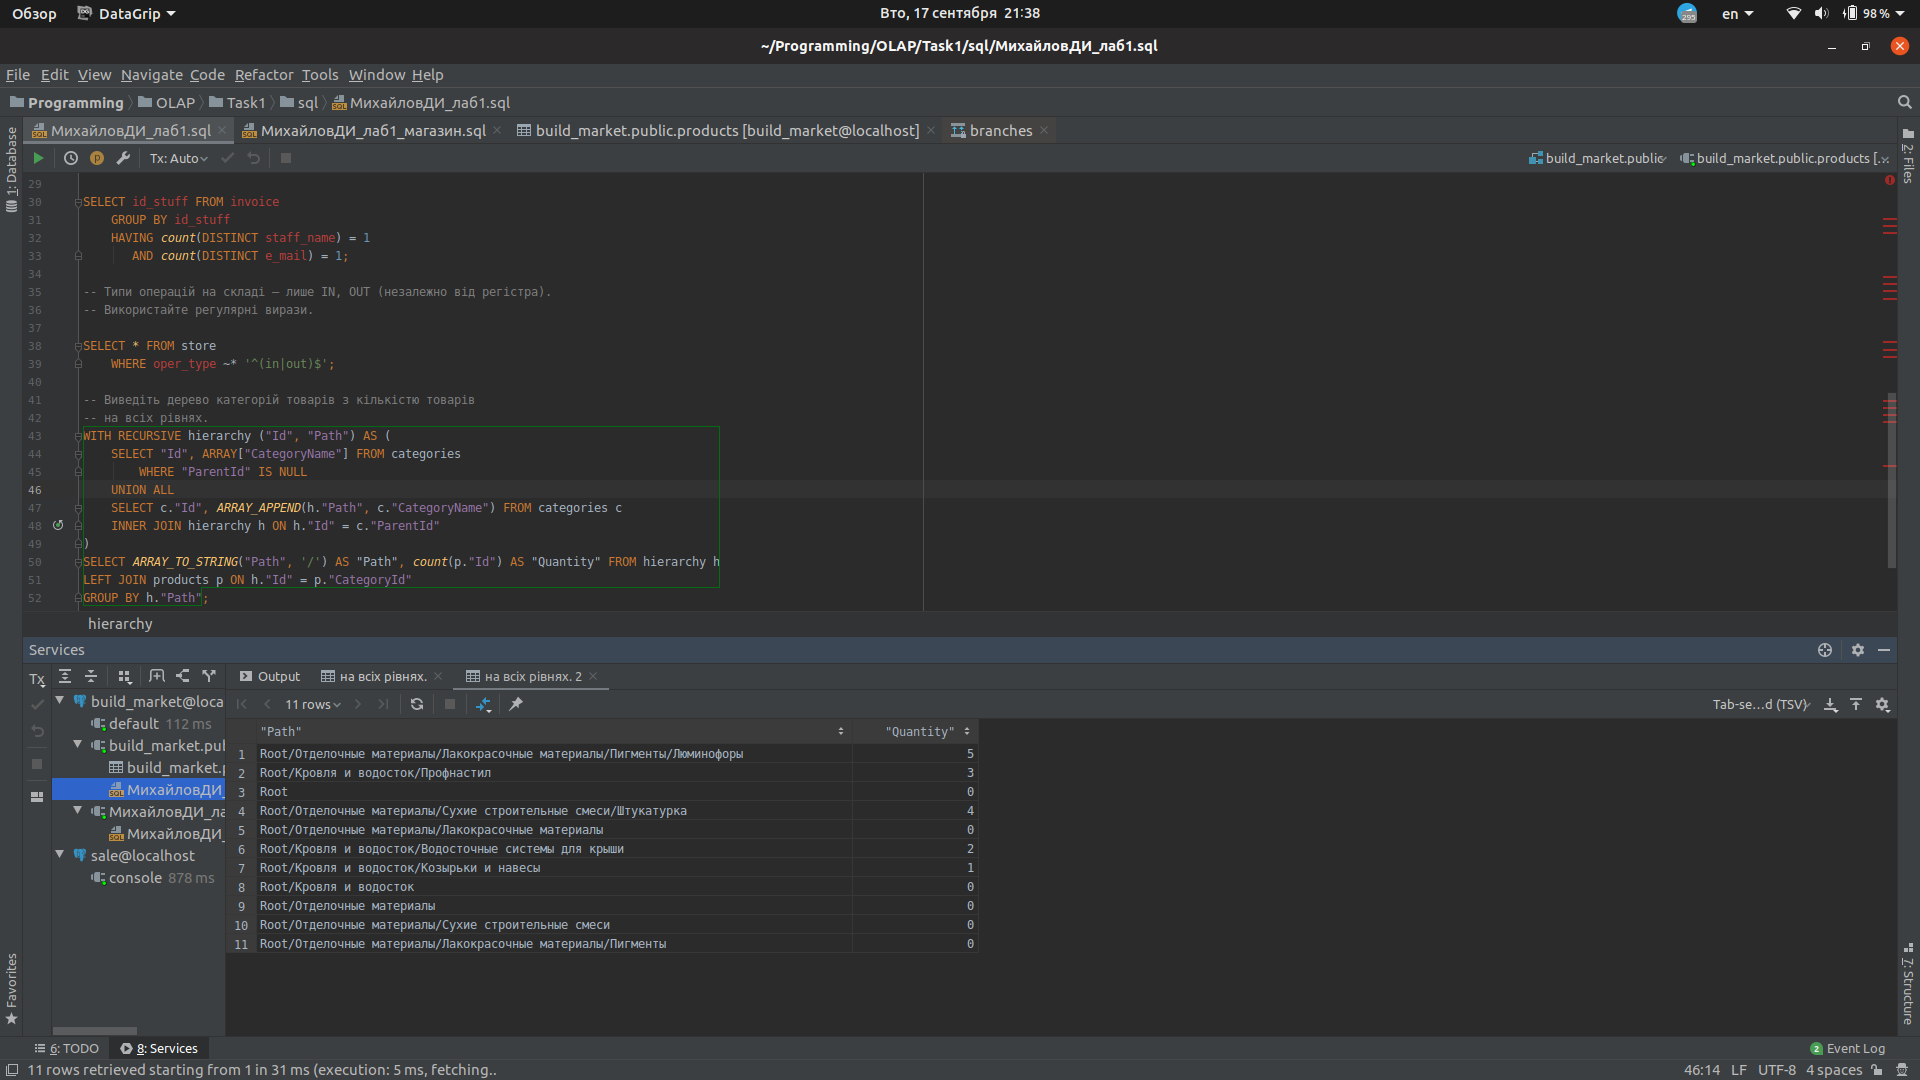 Обзор DataGrip Вто, 17 сентября 21:38 295 en 98 %
~/Programming/OLAP/Task1/sql/МихайловДИ_лаб1.sql
File Edit View Navigate Code Refactor Tools Window Help
Programming OLAP Task1 sql МихайловДИ_лаб1.sql
МихайловДИ_лаб1.sql МихайловДИ_лаб1_магазин.sql build_market.public.products [build_market@localhost] branches
Tx: Auto build_market.public build_market.public.products [...
1: Database
2: Files
29
30 SELECT id_stuff FROM invoice
31 GROUP BY id_stuff
32 HAVING count(DISTINCT staff_name) = 1
33 AND count(DISTINCT e_mail) = 1;
34
35 -- Типи операцій на складі – лише IN, OUT (незалежно від регістра).
36 -- Використайте регулярні вирази.
37
38 SELECT * FROM store
39 WHERE oper_type ~* '^(in|out)$';
40
41 -- Виведіть дерево категорій товарів з кількістю товарів
42 -- на всіх рівнях.
43 WITH RECURSIVE hierarchy ("Id", "Path") AS (
44 SELECT "Id", ARRAY["CategoryName"] FROM categories
45 WHERE "ParentId" IS NULL
46 UNION ALL
47 SELECT c."Id", ARRAY_APPEND(h."Path", c."CategoryName") FROM categories c
48 INNER JOIN hierarchy h ON h."Id" = c."ParentId"
49 )
50 SELECT ARRAY_TO_STRING("Path", '/') AS "Path", count(p."Id") AS "Quantity" FROM hierarchy h
51 LEFT JOIN products p ON h."Id" = p."CategoryId"
52 GROUP BY h."Path";
hierarchy
Services
Tx Output на всіх рівнях. на всіх рівнях. 2
11 rows Tab-se...d (TSV)
build_market@loca
default 112 ms
build_market.pul
build_market.p
МихайловДИ_
МихайловДИ_ла
МихайловДИ_
sale@localhost
console 878 ms
"Path" "Quantity"
1 Root/Отделочные материалы/Лакокрасочные материалы/Пигменты/Люминофоры 5
2 Root/Кровля и водосток/Профнастил 3
3 Root 0
4 Root/Отделочные материалы/Сухие строительные смеси/Штукатурка 4
5 Root/Отделочные материалы/Лакокрасочные материалы 0
6 Root/Кровля и водосток/Водосточные системы для крыши 2
7 Root/Кровля и водосток/Козырьки и навесы 1
8 Root/Кровля и водосток 0
9 Root/Отделочные материалы 0
10 Root/Отделочные материалы/Сухие строительные смеси 0
11 Root/Отделочные материалы/Лакокрасочные материалы/Пигменты 0
Favorites
7: Structure
6: TODO 8: Services 2 Event Log
11 rows retrieved starting from 1 in 31 ms (execution: 5 ms, fetching.. 46:14 LF UTF-8 4 spaces